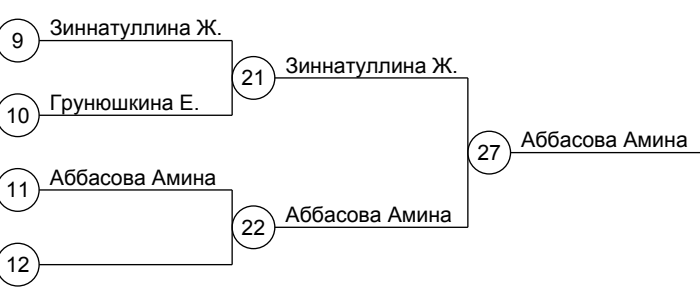 9 Зиннатуллина Ж.
21 Зиннатуллина Ж.
10 Грунюшкина Е.
27 Аббасова Амина
11 Аббасова Амина
22 Аббасова Амина
12